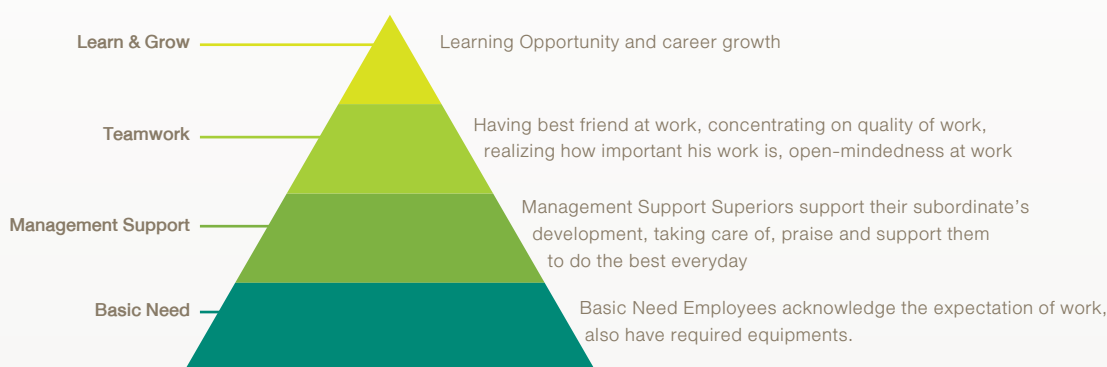 Learn & Grow
Learning Opportunity and career growth
Teamwork
Having best friend at work, concentrating on quality of work,
realizing how important his work is, open-mindedness at work
Management Support
Management Support Superiors support their subordinate's
development, taking care of, praise and support them
to do the best everyday
Basic Need
Basic Need Employees acknowledge the expectation of work,
also have required equipments.